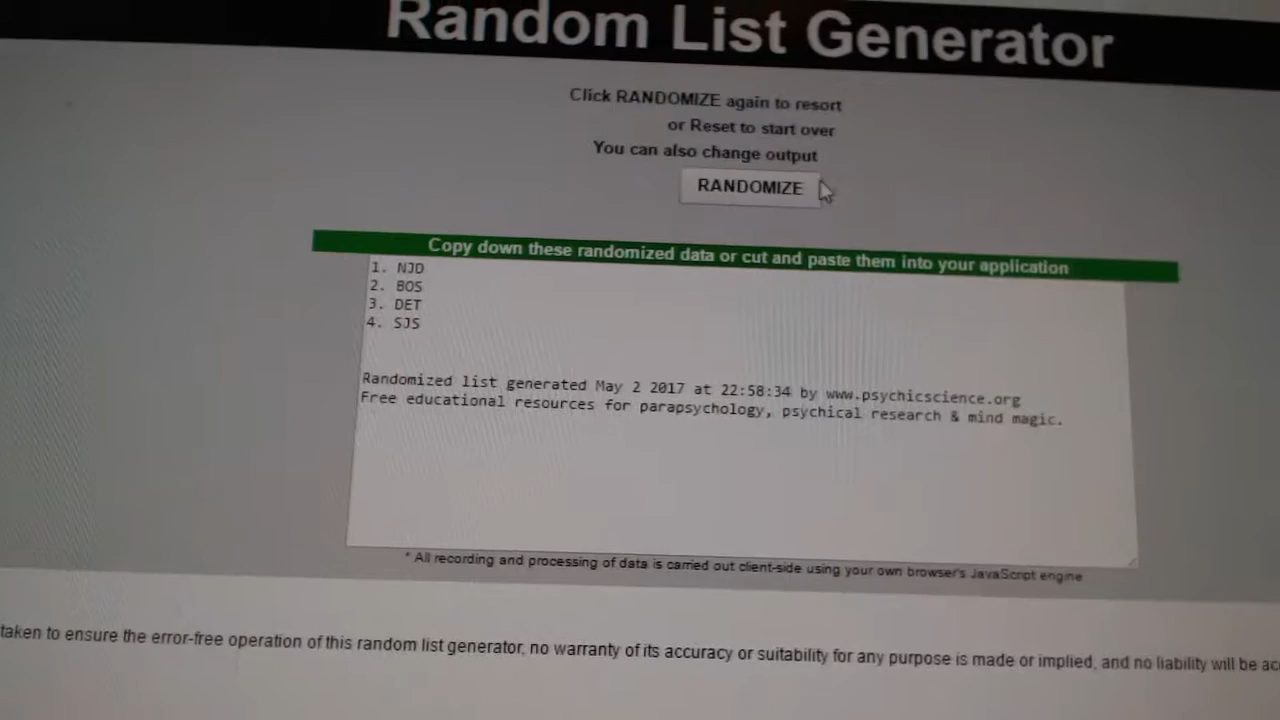 Random List Generator
Click RANDOMIZE again to resort
or Reset to start over
You can also change output
RANDOMIZE
Copy down these randomized data or cut and paste them into your application
1. NJD
2. BOS
3. DET
4. SJS
Randomized list generated May 2 2017 at 22:58:34 by www.psychicscience.org
Free educational resources for parapsychology, psychical research & mind magic.
* All recording and processing of data is carried out client-side using your own browser's JavaScript engine
taken to ensure the error-free operation of this random list generator, no warranty of its accuracy or suitability for any purpose is made or implied, and no liability will be